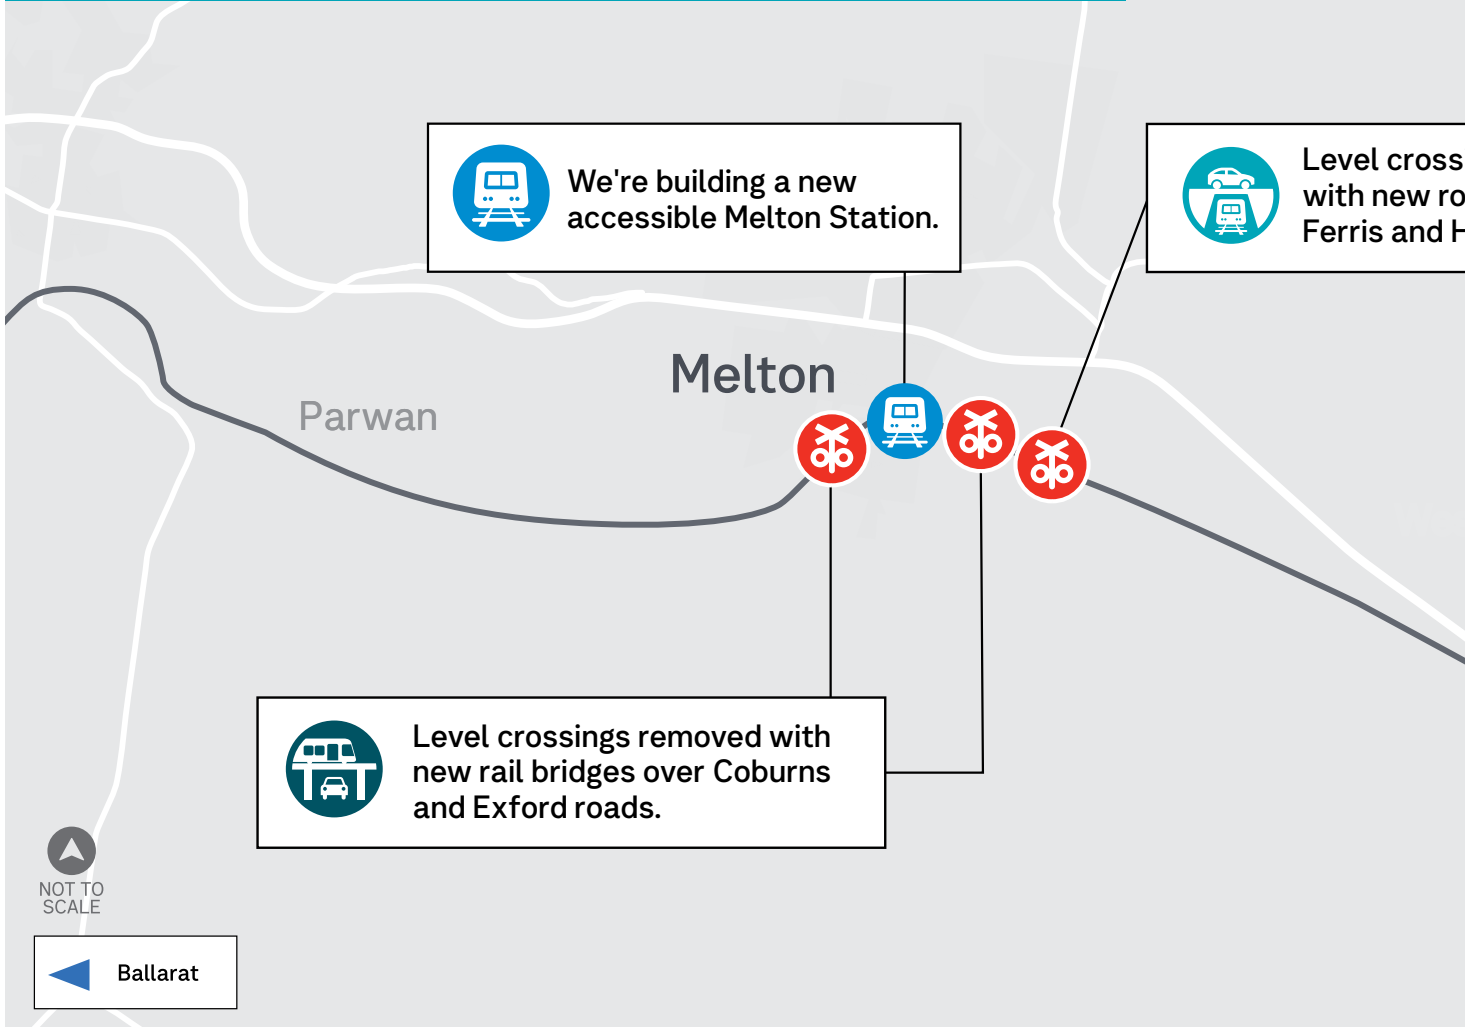 We're building a new
accessible Melton Station.
Level cross
with new ro
Ferris and H
Melton
Parwan
Level crossings removed with
new rail bridges over Coburns
and Exford roads.
NOT TO
SCALE
Ballarat